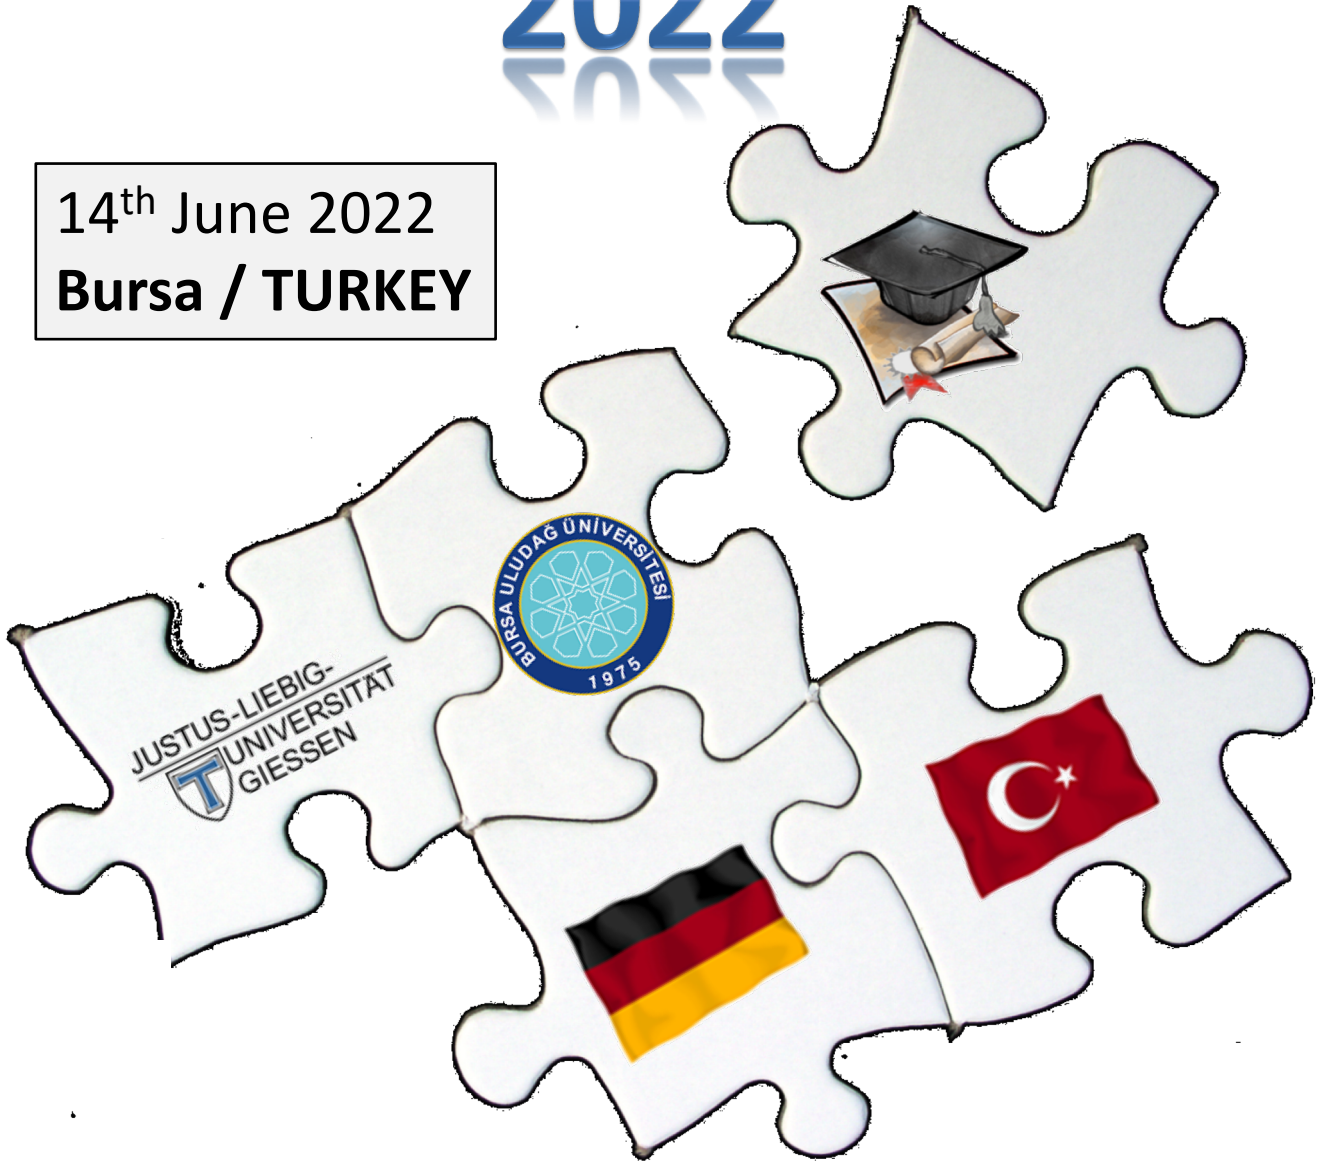 2022
14th June 2022
Bursa / TURKEY
BURSA ULUDAĞ ÜNİVERSİTESİ
1975
JUSTUS-LIEBIG-
UNIVERSITÄT
GIESSEN